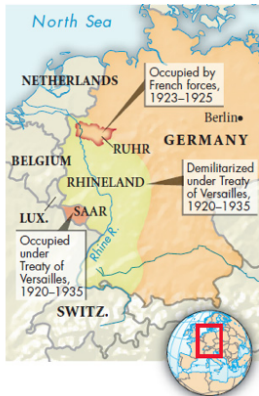 North Sea
NETHERLANDS
Occupied by
French forces,
1923–1925
Berlin
RUHR
GERMANY
BELGIUM
Demilitarized
under Treaty
of Versailles,
1920–1935
RHINELAND
LUX.
SAAR
Occupied
under
Treaty of
Versailles,
1920–1935
Rhine R.
SWITZ.